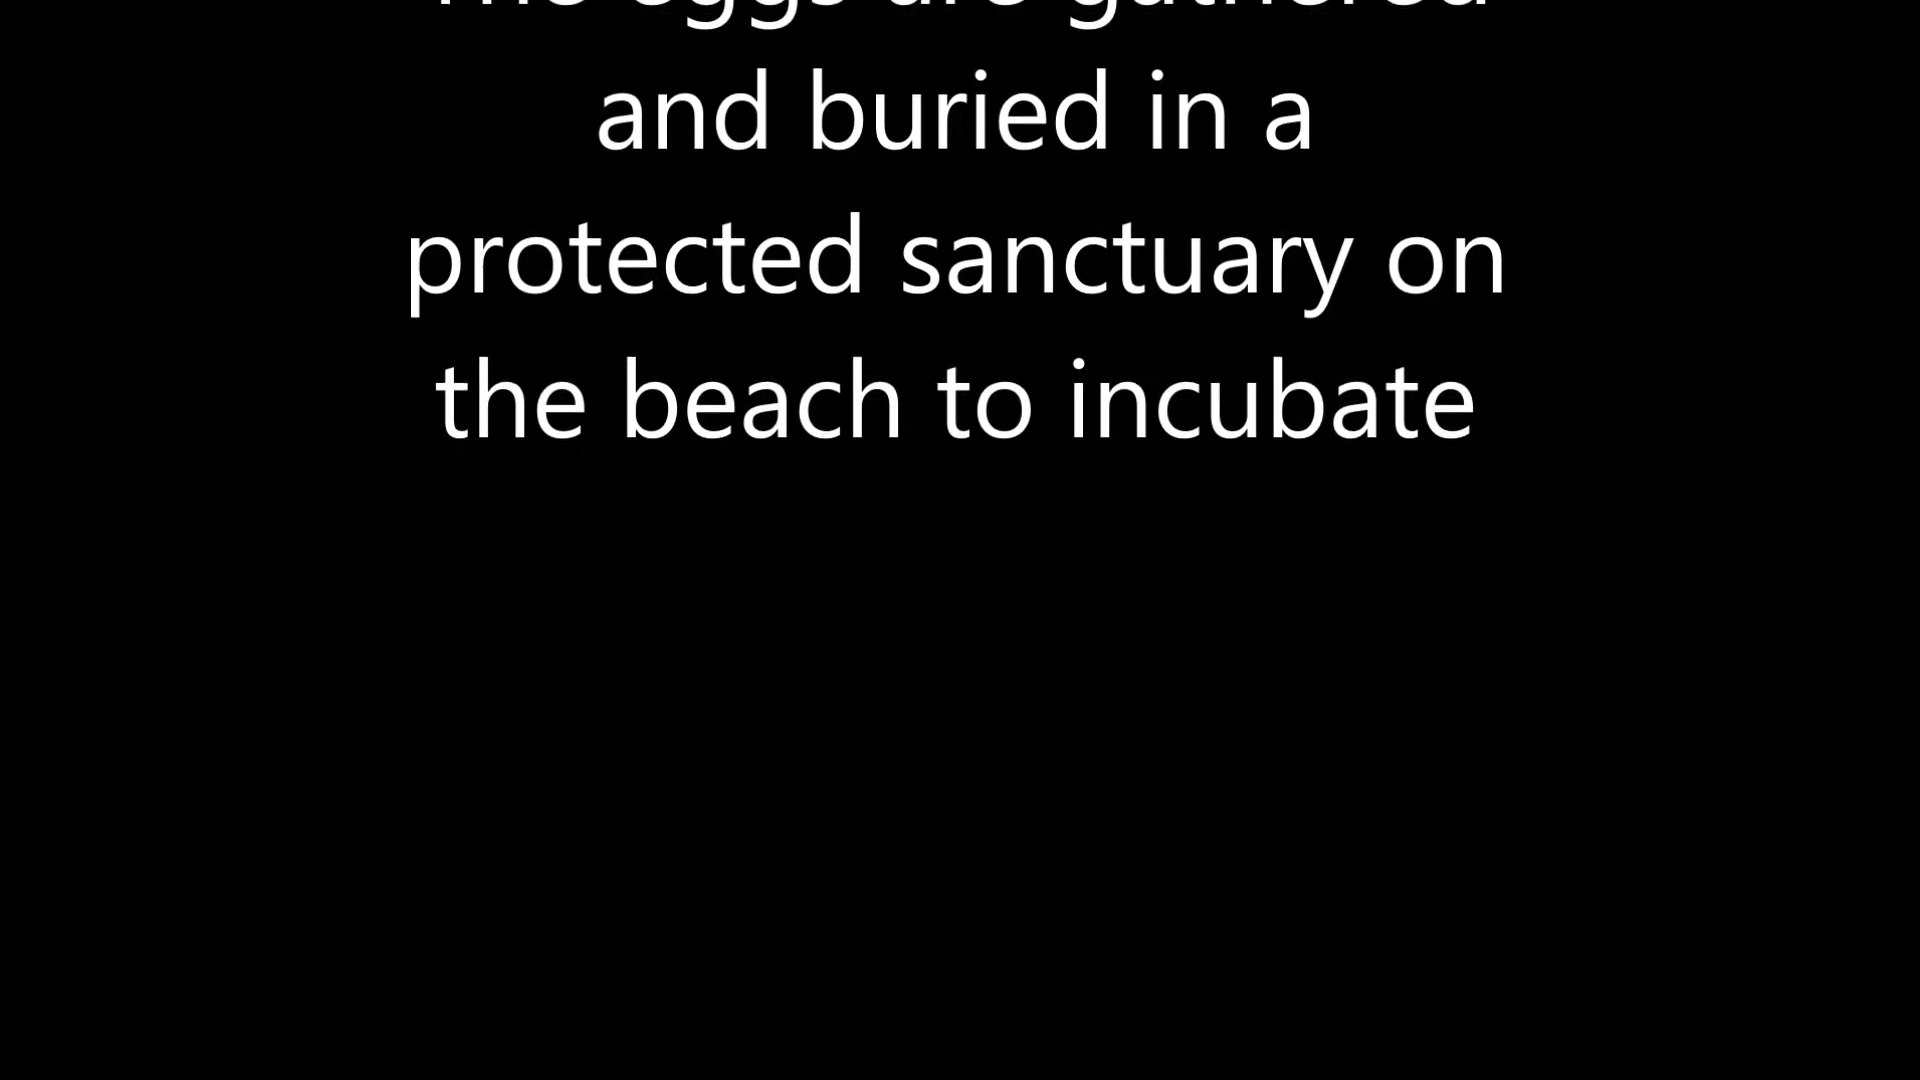 The eggs are gathered
and buried in a
protected sanctuary on
the beach to incubate